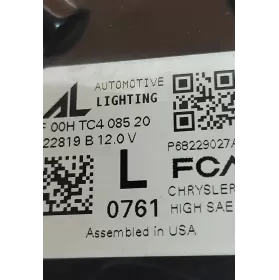 AL AUTOMOTIVE
LIGHTING
F 00H TC4 085 20
22819 B 12.0 V
P68229027A
L
FCA
0761
CHRYSLER
HIGH SAE
Assembled in USA